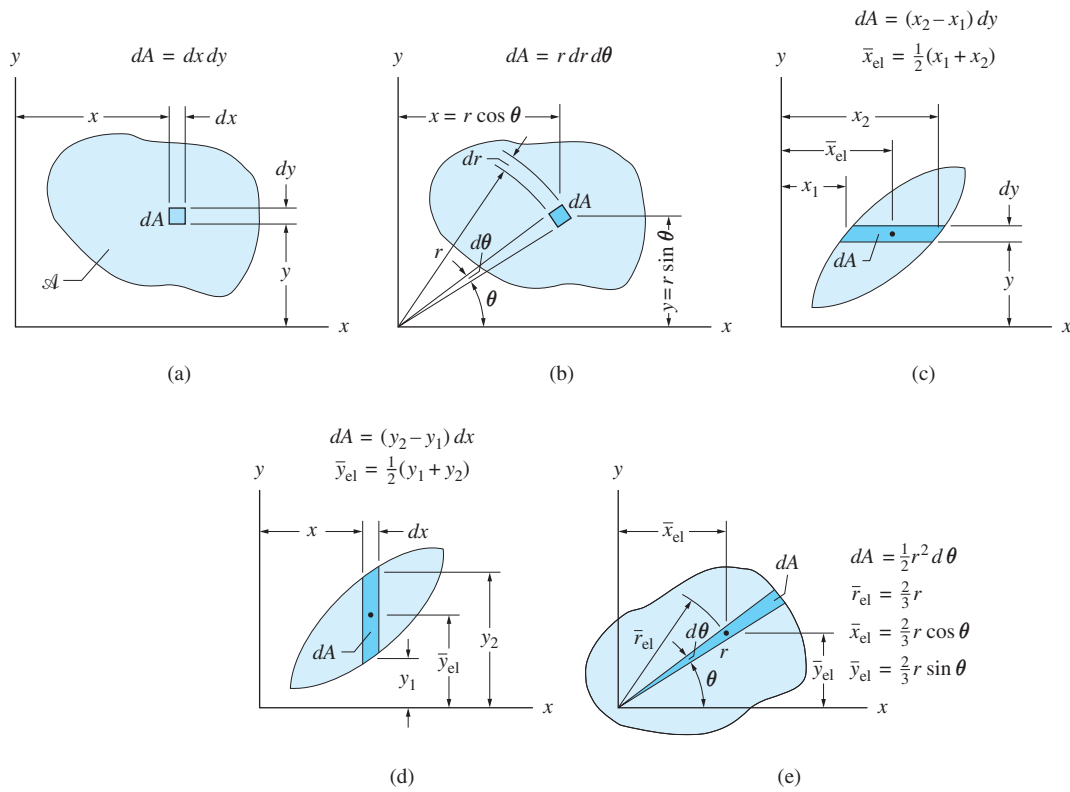 dA = dx dy
y
x
dx
dy
dA
𝒜
y
x
(a)
dA = r dr dθ
y
x = r cos θ
dr
dA
dθ
r
θ
y = r sin θ
x
(b)
dA = (x₂ – x₁) dy
x̄el = ½(x₁ + x₂)
y
x₂
x̄el
x₁
dy
dA
y
x
(c)
dA = (y₂ – y₁) dx
ȳel = ½(y₁ + y₂)
y
x
dx
dA
ȳel
y₂
y₁
x
(d)
y
x̄el
dA
r̄el
dθ
r
θ
ȳel
x
dA = ½r² dθ
r̄el = ⅔ r
x̄el = ⅔ r cos θ
ȳel = ⅔ r sin θ
(e)